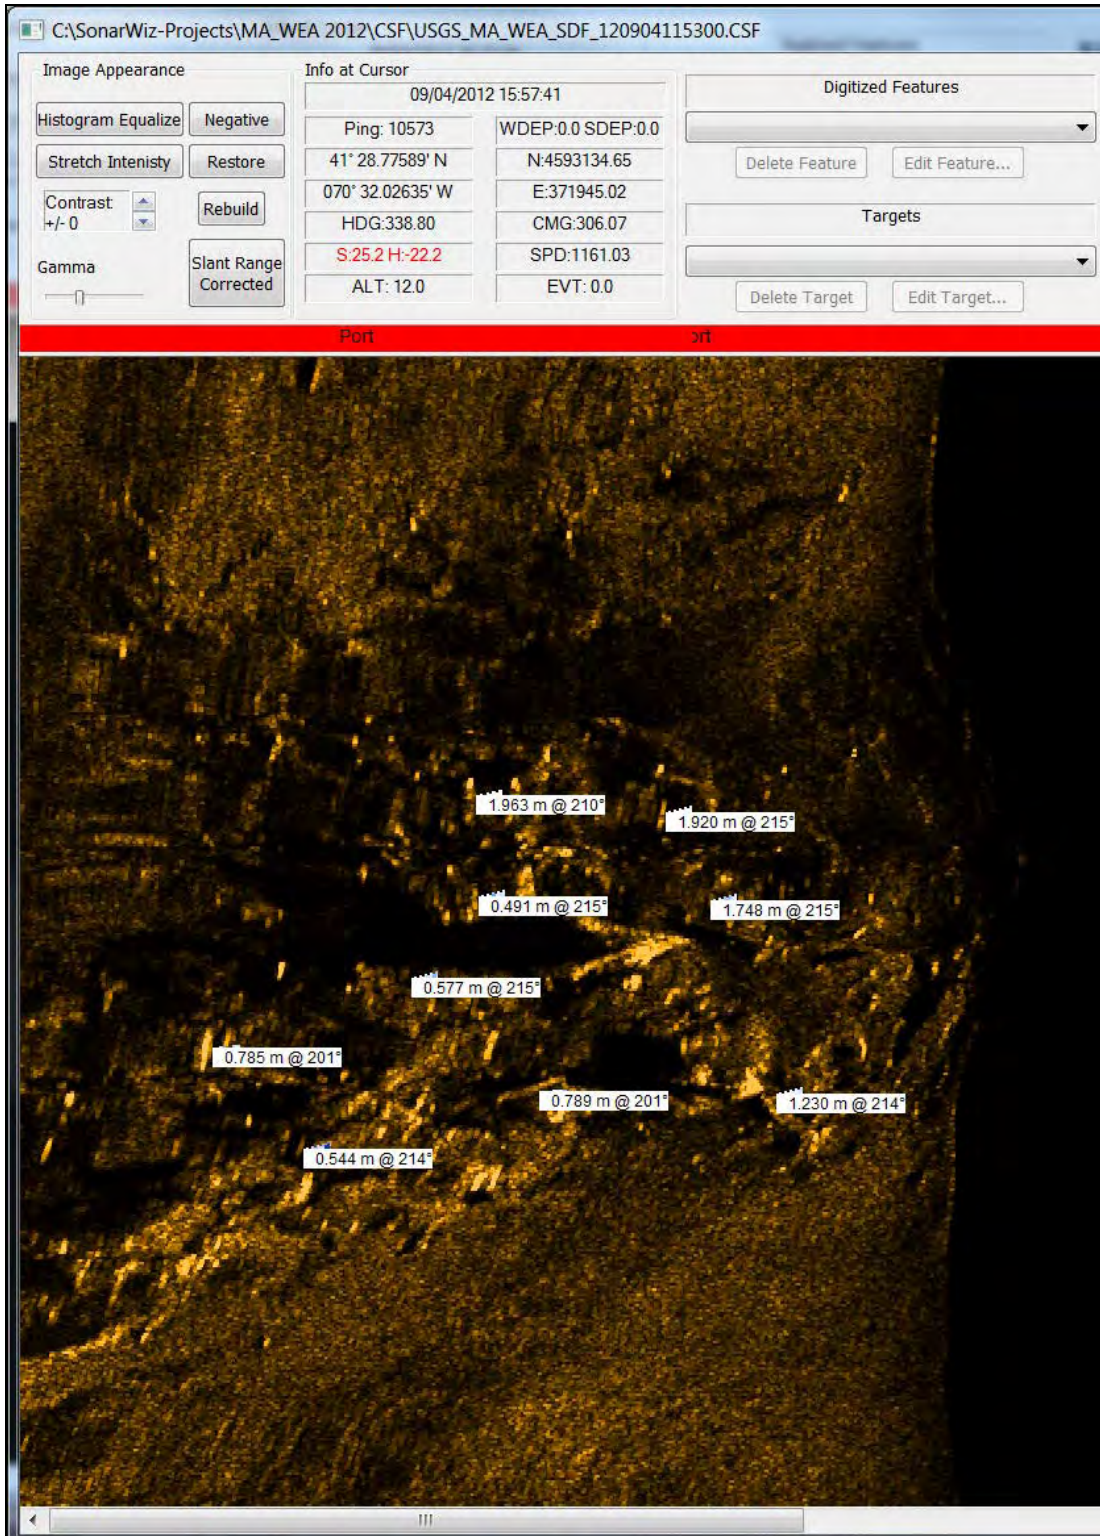 C:\SonarWiz-Projects\MA_WEA 2012\CSF\USGS_MA_WEA_SDF_120904115300.CSF
Image Appearance
Histogram Equalize
Negative
Stretch Intenisty
Restore
Contrast
+/- 0
Rebuild
Gamma
Slant Range
Corrected
Info at Cursor
09/04/2012 15:57:41
Ping: 10573
WDEP:0.0 SDEP:0.0
41° 28.77589' N
N:4593134.65
070° 32.02635' W
E:371945.02
HDG:338.80
CMG:306.07
S:25.2 H:-22.2
SPD:1161.03
ALT: 12.0
EVT: 0.0
Digitized Features
Delete Feature
Edit Feature...
Targets
Delete Target
Edit Target...
Port
ort
1.963 m @ 210°
1.920 m @ 215°
0.491 m @ 215°
1.748 m @ 215°
0.577 m @ 215°
0.785 m @ 201°
0.789 m @ 201°
1.230 m @ 214°
0.544 m @ 214°